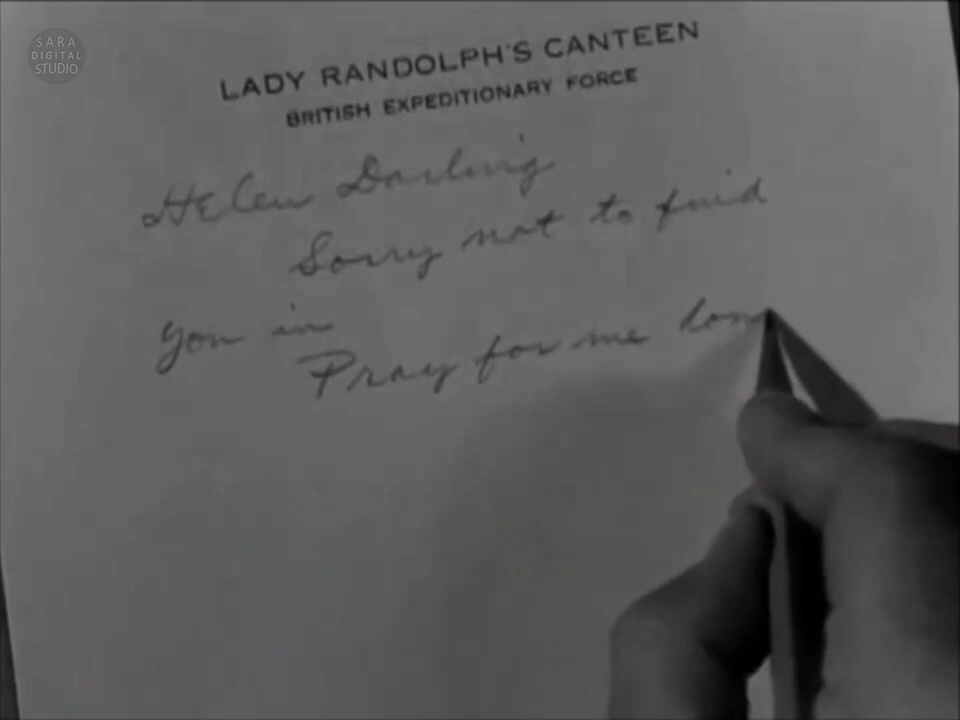 SARA
DIGITAL
STUDIO
LADY RANDOLPH'S CANTEEN
BRITISH EXPEDITIONARY FORCE
Helen Darling
Sorry not to find
you in
Pray for me